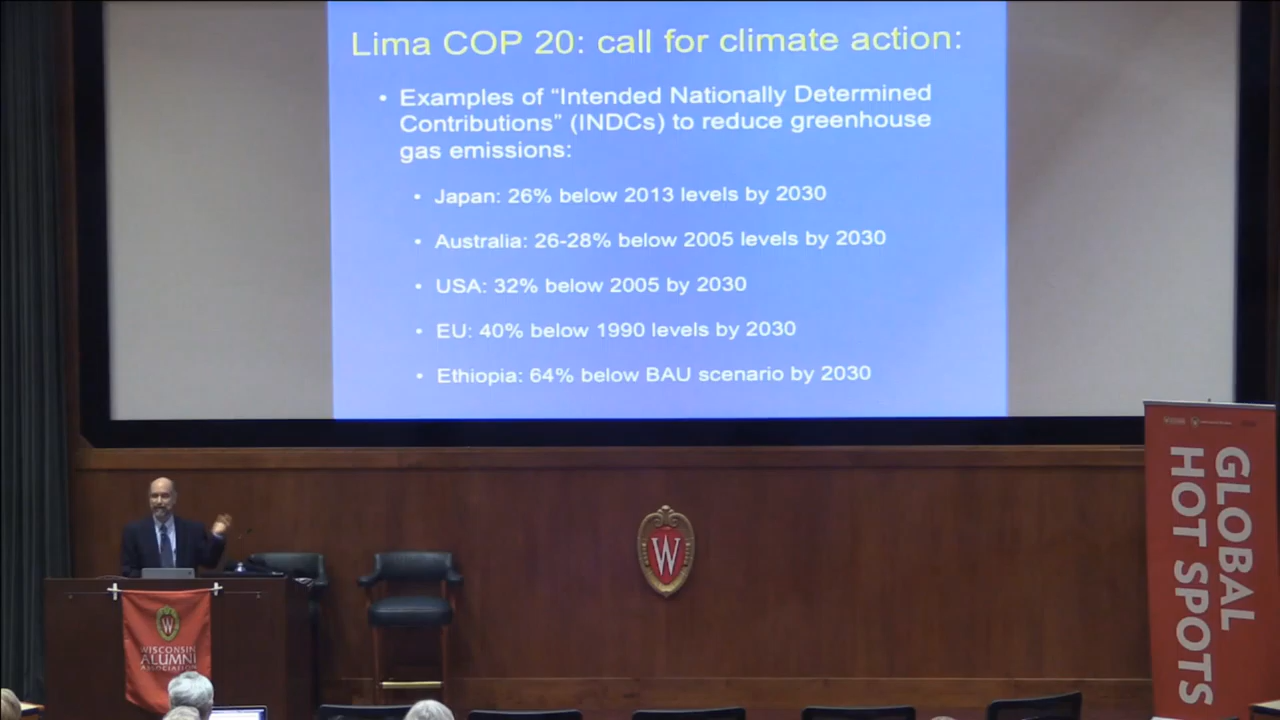 Lima COP 20: call for climate action:
• Examples of “Intended Nationally Determined
Contributions” (INDCs) to reduce greenhouse
gas emissions:
• Japan: 26% below 2013 levels by 2030
• Australia: 26-28% below 2005 levels by 2030
• USA: 32% below 2005 by 2030
• EU: 40% below 1990 levels by 2030
• Ethiopia: 64% below BAU scenario by 2030
W
W
WISCONSIN
ALUMNI
ASSOCIATION
GLOBAL
HOT SPOTS